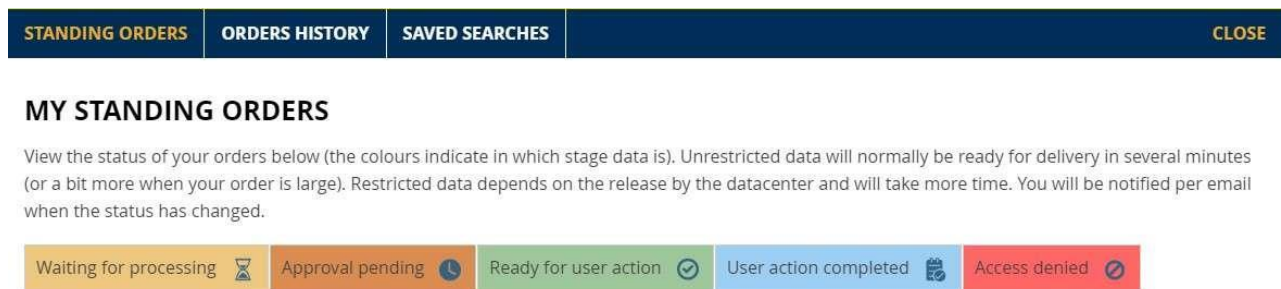 STANDING ORDERS ORDERS HISTORY SAVED SEARCHES CLOSE
MY STANDING ORDERS
View the status of your orders below (the colours indicate in which stage data is). Unrestricted data will normally be ready for delivery in several minutes
(or a bit more when your order is large). Restricted data depends on the release by the datacenter and will take more time. You will be notified per email
when the status has changed.
Waiting for processing Approval pending Ready for user action User action completed Access denied